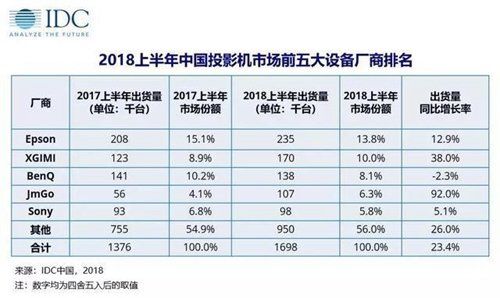 IDC
ANALYZE THE FUTURE
2018上半年中国投影机市场前五大设备厂商排名
厂商 2017上半年出货量（单位：千台） 2017上半年市场份额 2018上半年出货量（单位：千台） 2018上半年市场份额 出货量同比增长率
Epson 208 15.1% 235 13.8% 12.9%
XGIMI 123 8.9% 170 10.0% 38.0%
BenQ 141 10.2% 138 8.1% -2.3%
JmGo 56 4.1% 107 6.3% 92.0%
Sony 93 6.8% 98 5.8% 5.1%
其他 755 54.9% 950 56.0% 26.0%
合计 1376 100.0% 1698 100.0% 23.4%
来源：IDC中国，2018
注：数字均为四舍五入后的取值